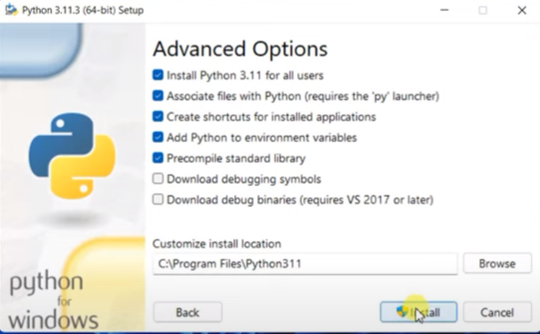 Python 3.11.3 (64-bit) Setup
Advanced Options
Install Python 3.11 for all users
Associate files with Python (requires the 'py' launcher)
Create shortcuts for installed applications
Add Python to environment variables
Precompile standard library
Download debugging symbols
Download debug binaries (requires VS 2017 or later)
Customize install location
C:\Program Files\Python311
Browse
python
for
windows
Back
Install
Cancel